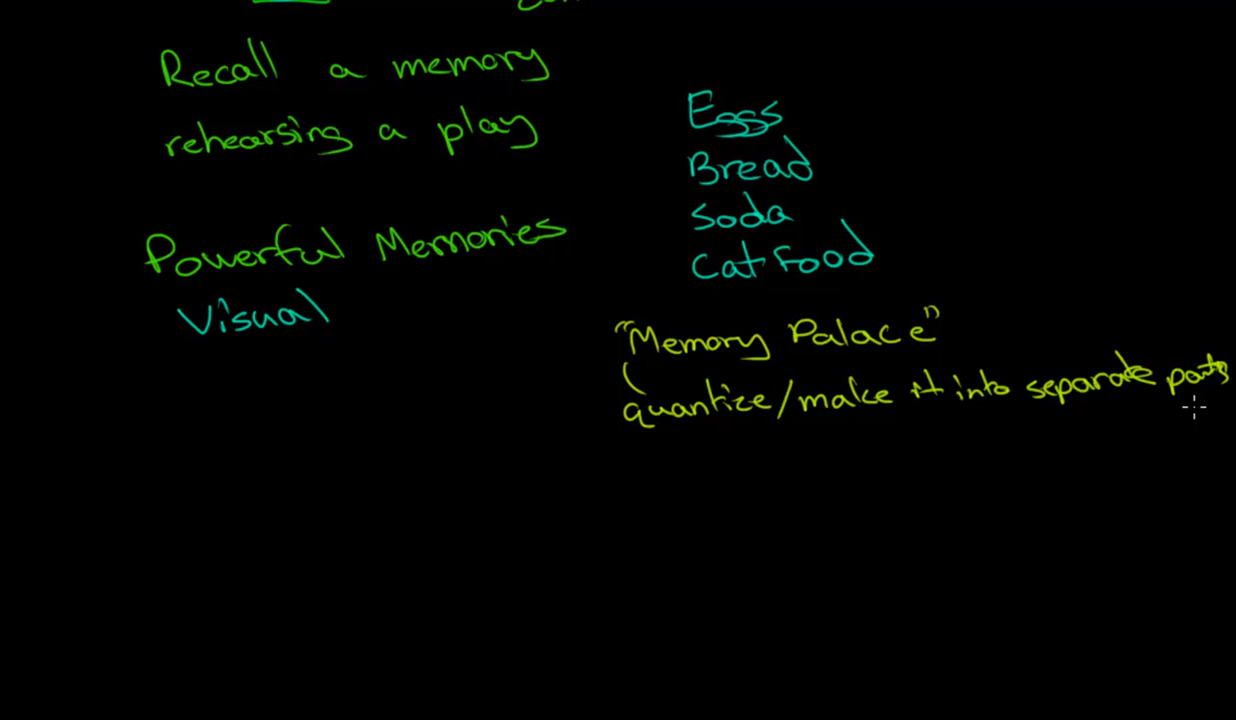 Recall a memory
rehearsing a play
Powerful Memories
Visual
Eggs
Bread
Soda
Cat Food
"Memory Palace"
quantize/make it into separate parts